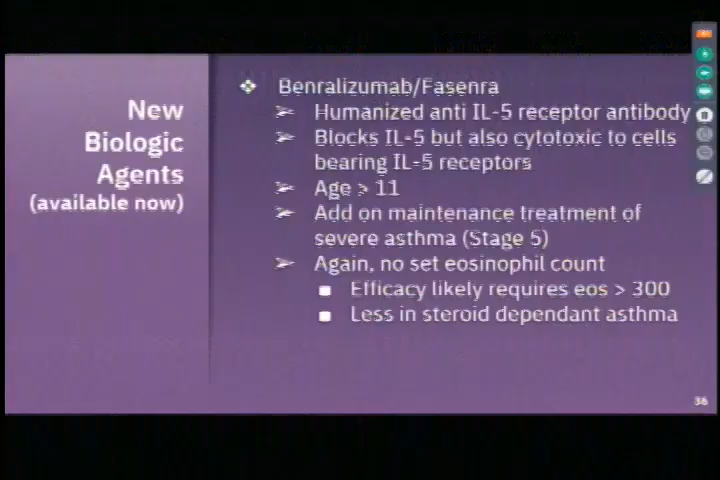 New
Biologic
Agents
(available now)
Benralizumab/Fasenra
Humanized anti IL-5 receptor antibody
Blocks IL-5 but also cytotoxic to cells
bearing IL-5 receptors
Age > 11
Add on maintenance treatment of
severe asthma (Stage 5)
Again, no set eosinophil count
Efficacy likely requires eos > 300
Less in steroid dependant asthma
36